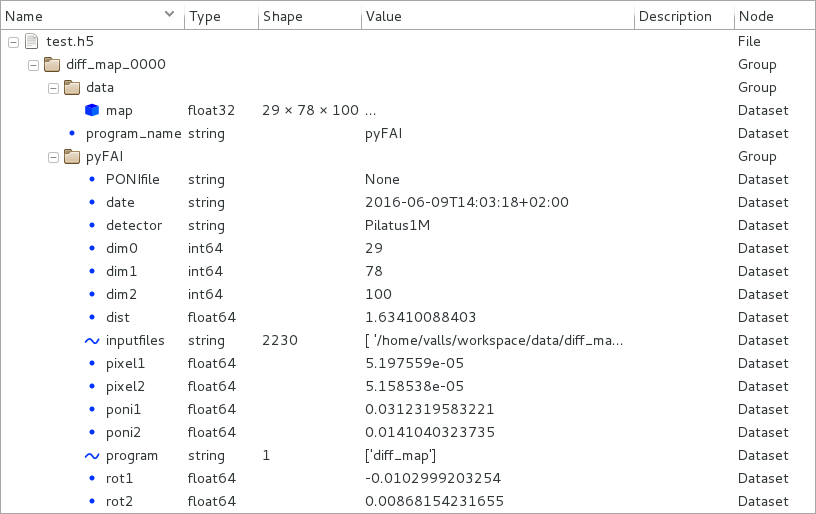 Name Type Shape Value Description Node
test.h5 File
diff_map_0000 Group
data Group
map float32 29 × 78 × 100 ... Dataset
program_name string pyFAI Dataset
pyFAI Group
PONIfile string None Dataset
date string 2016-06-09T14:03:18+02:00 Dataset
detector string Pilatus1M Dataset
dim0 int64 29 Dataset
dim1 int64 78 Dataset
dim2 int64 100 Dataset
dist float64 1.63410088403 Dataset
inputfiles string 2230 [ '/home/valls/workspace/data/diff_ma... Dataset
pixel1 float64 5.197559e-05 Dataset
pixel2 float64 5.158538e-05 Dataset
poni1 float64 0.0312319583221 Dataset
poni2 float64 0.0141040323735 Dataset
program string 1 ['diff_map'] Dataset
rot1 float64 -0.0102999203254 Dataset
rot2 float64 0.00868154231655 Dataset